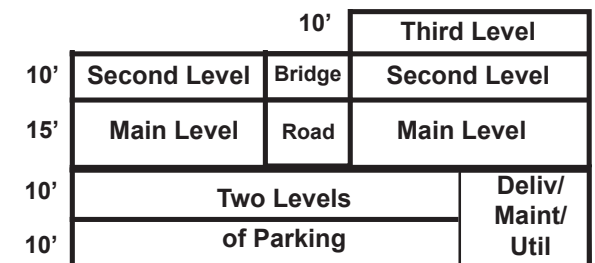 10’ Third Level
10’ Second Level Bridge Second Level
15’ Main Level Road Main Level
10’ Two Levels Deliv/
Maint/
10’ of Parking Util